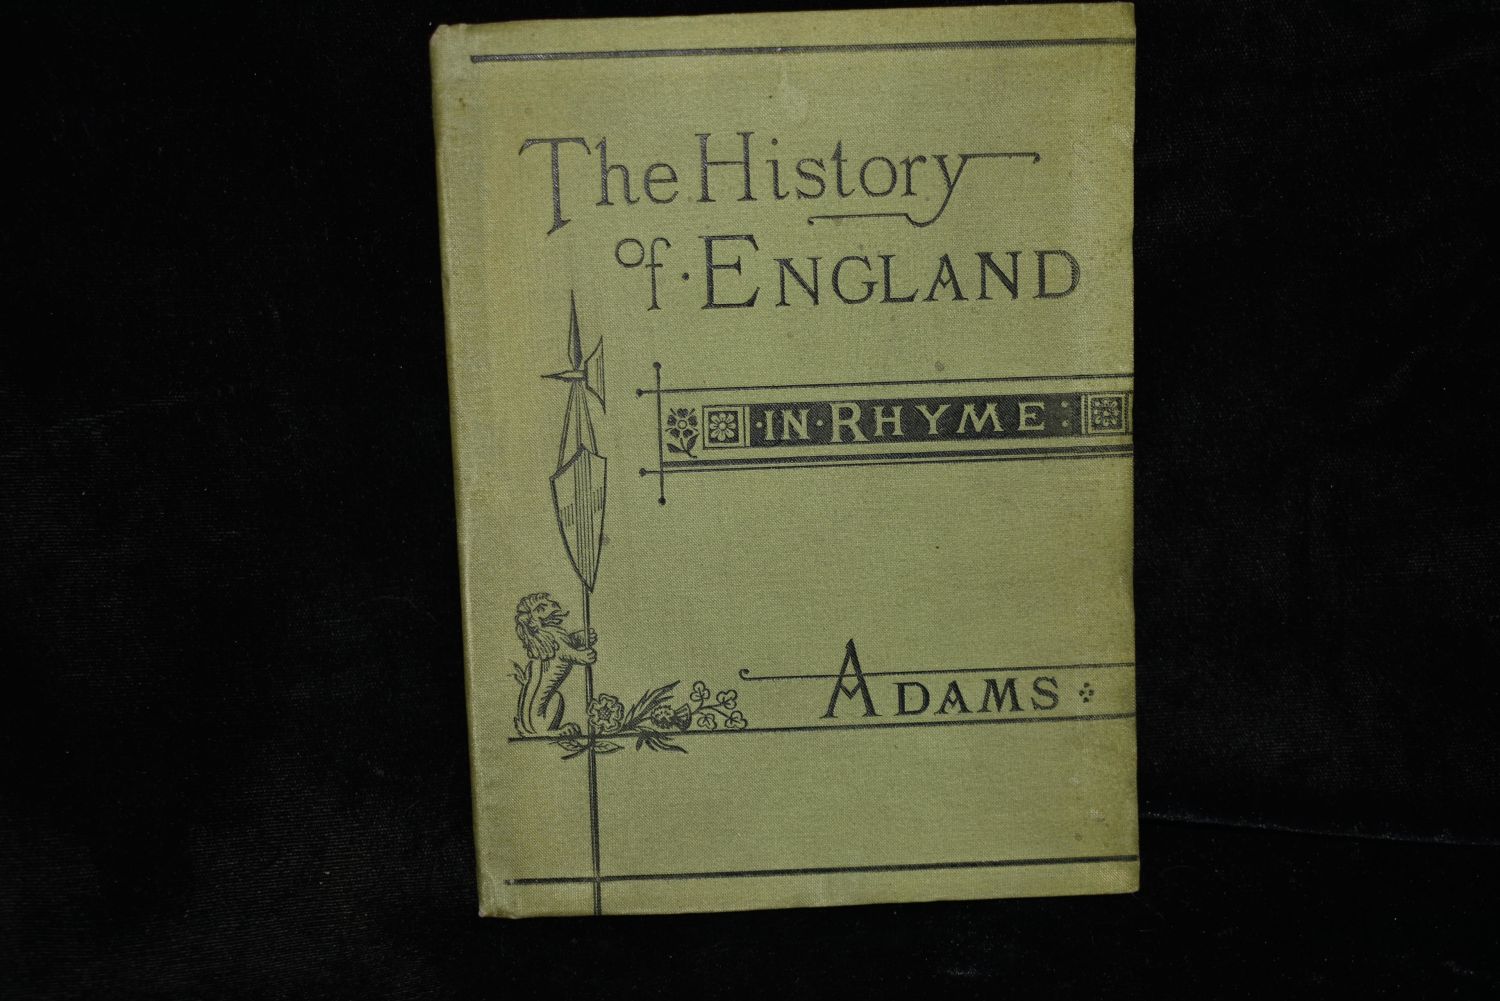 The History
of · ENGLAND
· IN · RHYME :
ADAMS